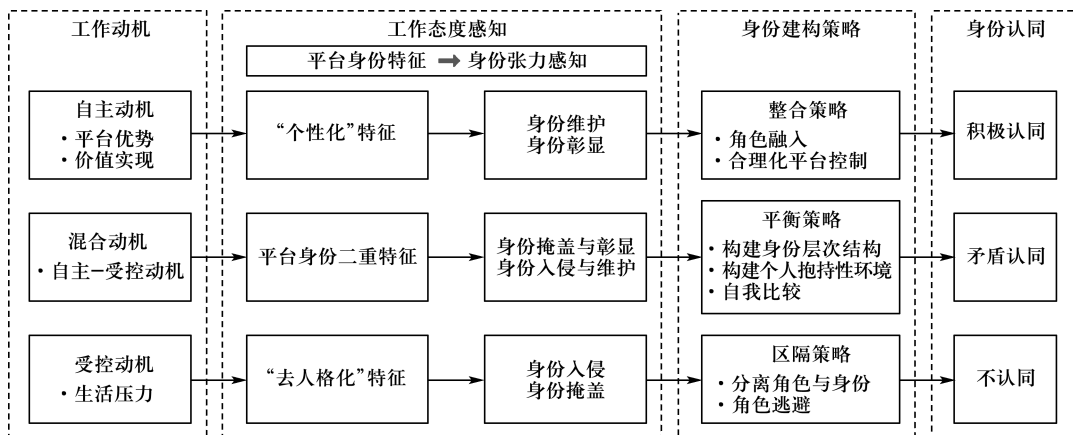 工作动机
工作态度感知
身份建构策略
身份认同
平台身份特征 → 身份张力感知
自主动机
·平台优势
·价值实现
“个性化”特征
身份维护
身份彰显
整合策略
·角色融入
·合理化平台控制
积极认同
混合动机
·自主—受控动机
平台身份二重特征
身份掩盖与彰显
身份入侵与维护
平衡策略
·构建身份层次结构
·构建个人抱持性环境
·自我比较
矛盾认同
受控动机
·生活压力
“去人格化”特征
身份入侵
身份掩盖
区隔策略
·分离角色与身份
·角色逃避
不认同